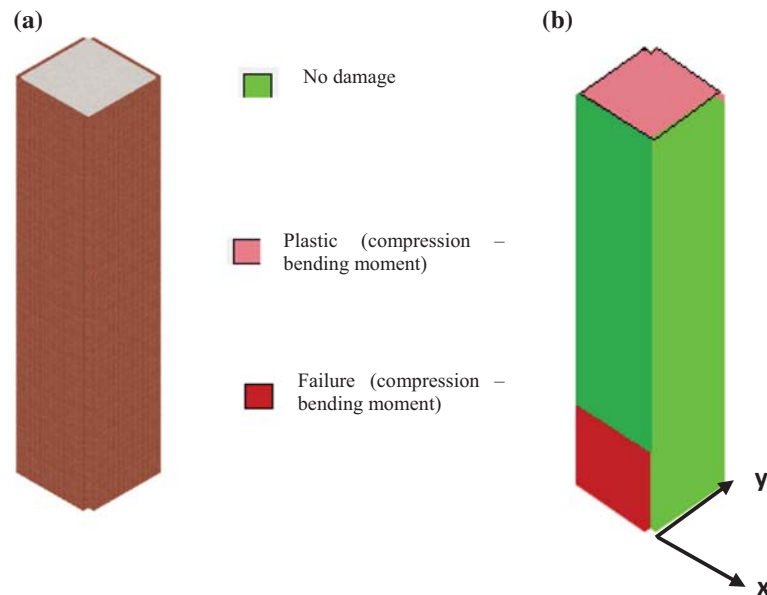 (a)
(b)
No damage
Plastic (compression –
bending moment)
Failure (compression –
bending moment)
y
x